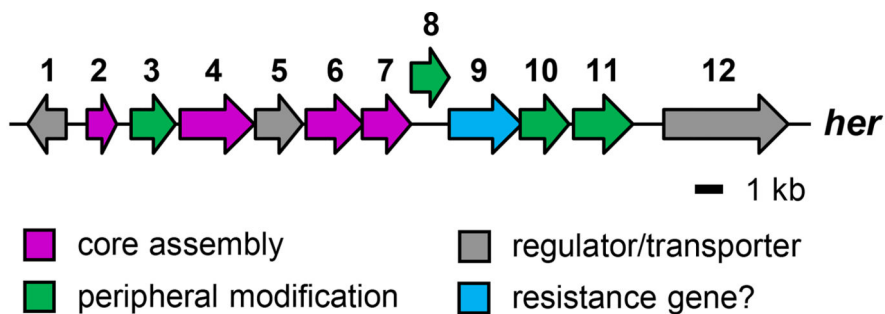 8
1 2 3 4 5 6 7 9 10 11 12
her
1 kb
core assembly
regulator/transporter
peripheral modification
resistance gene?